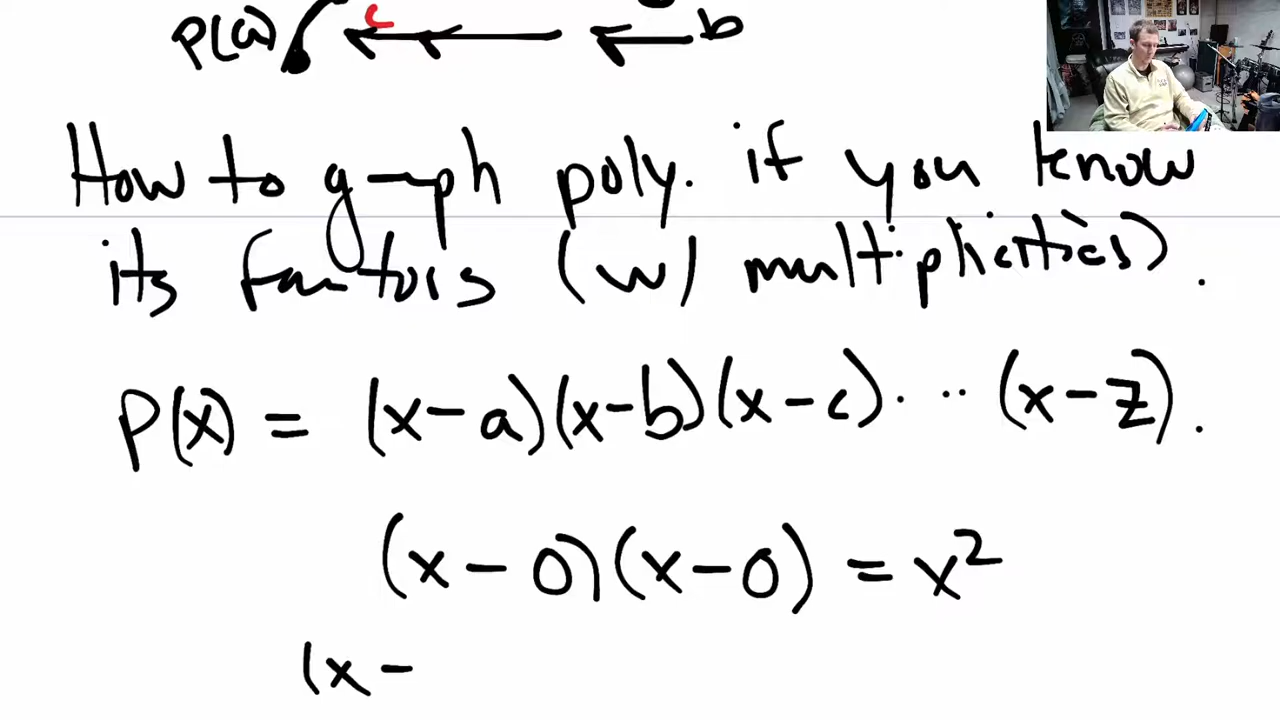 P(a) c b
How to graph poly. if you know
its factors (w/ multiplicities).
P(x) = (x-a)(x-b)(x-c)· ·· (x-z).
(x-0)(x-0) = x²
(x-